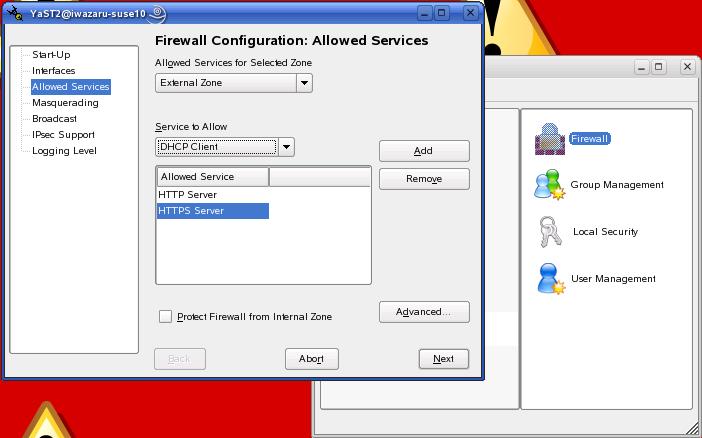 YaST2@iwazaru-suse10
Start-Up
Interfaces
Allowed Services
Masquerading
Broadcast
IPsec Support
Logging Level
Firewall Configuration: Allowed Services
Allowed Services for Selected Zone
External Zone
Service to Allow
DHCP Client
Add
Allowed Service
Remove
HTTP Server
HTTPS Server
Protect Firewall from Internal Zone
Advanced...
Back
Abort
Next
Firewall
Group Management
Local Security
User Management